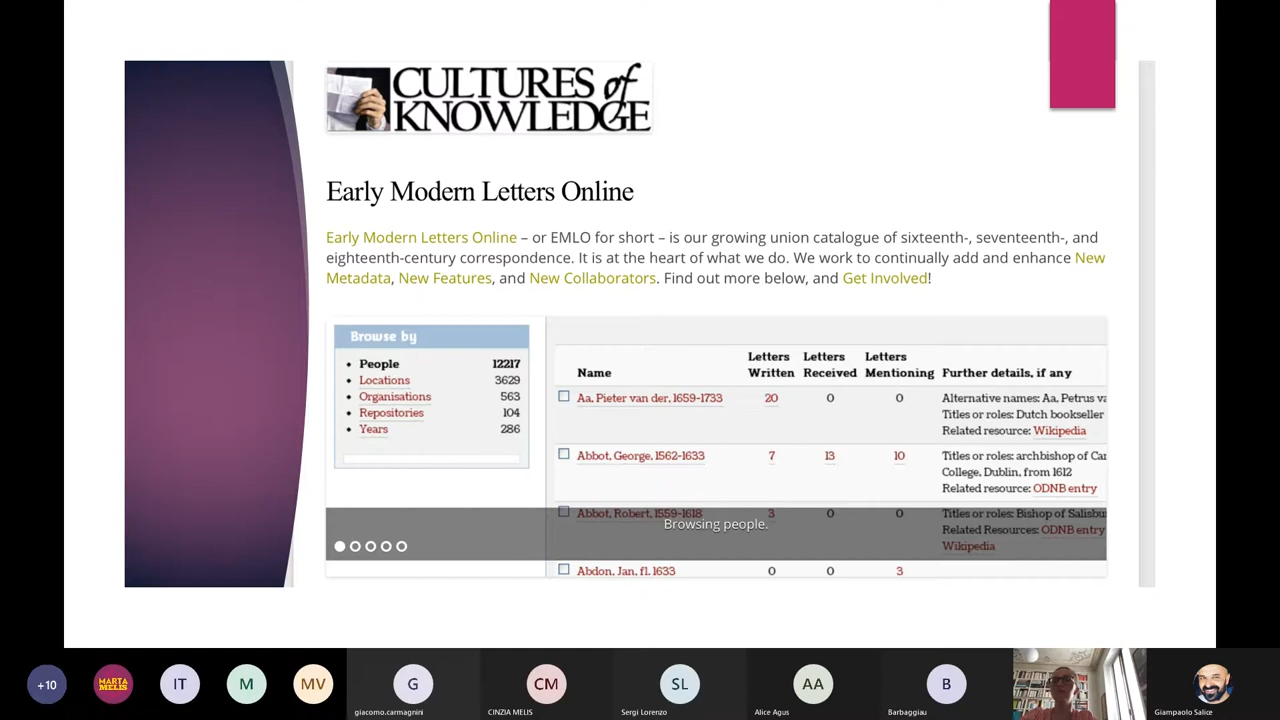 CULTURES of
KNOWLEDGE
Early Modern Letters Online
Early Modern Letters Online – or EMLO for short – is our growing union catalogue of sixteenth-, seventeenth-, and
eighteenth-century correspondence. It is at the heart of what we do. We work to continually add and enhance New
Metadata, New Features, and New Collaborators. Find out more below, and Get Involved!
Browse by
People 12217
Locations 3629
Organisations 563
Repositories 104
Years 286
Letters Letters Letters
Name Written Received Mentioning Further details, if any
Aa, Pieter van der, 1659-1733 20 0 0 Alternative names: Aa, Petrus va
Titles or roles: Dutch bookseller
Related resource: Wikipedia
Abbot, George, 1562-1633 7 13 10 Titles or roles: archbishop of Can
College, Dublin, from 1612
Related resource: ODNB entry
Abbot, Robert, 1559-1618 3 0 0 Titles or roles: Bishop of Salisbu
Browsing people.
Related Resources: ODNB entry
Wikipedia
Abdon, Jan, fl. 1633 0 0 3
+10 MARTA MELIS IT M MV G CM SL AA B
giacomo.carmagnini CINZIA MELIS Sergi Lorenzo Alice Agus Barbaggiau Giampaolo Salice